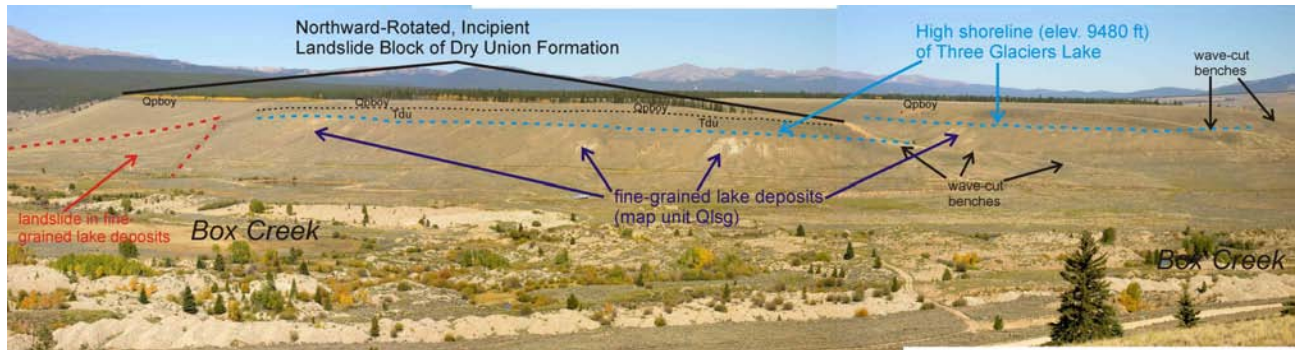 Northward-Rotated, Incipient
Landslide Block of Dry Union Formation
High shoreline (elev. 9480 ft)
of Three Glaciers Lake
wave-cut
benches
Qpboy
Qpboy
Qpboy
Qpboy
Tdu
Tdu
fine-grained lake deposits
(map unit Qlsg)
wave-cut
benches
landslide in fine-
grained lake deposits
Box Creek
Box Creek